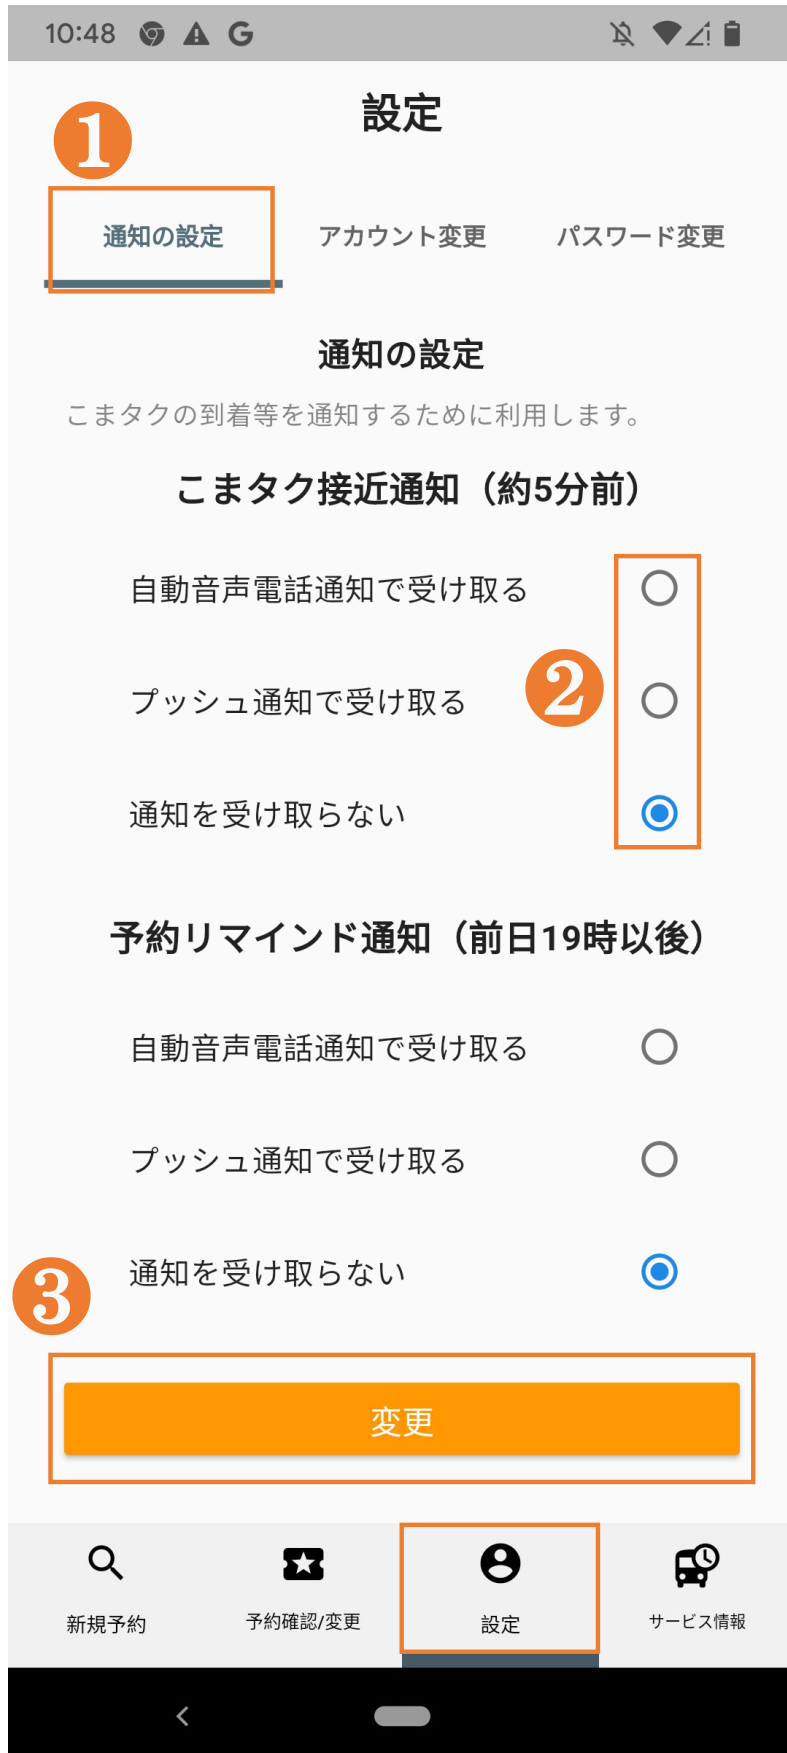 10:48
設定
1
通知の設定 アカウント変更 パスワード変更
通知の設定
こまタクの到着等を通知するために利用します。
こまタク接近通知（約5分前）
自動音声電話通知で受け取る
2
プッシュ通知で受け取る
通知を受け取らない
予約リマインド通知（前日19時以後）
自動音声電話通知で受け取る
プッシュ通知で受け取る
通知を受け取らない
3
変更
新規予約 予約確認/変更 設定 サービス情報